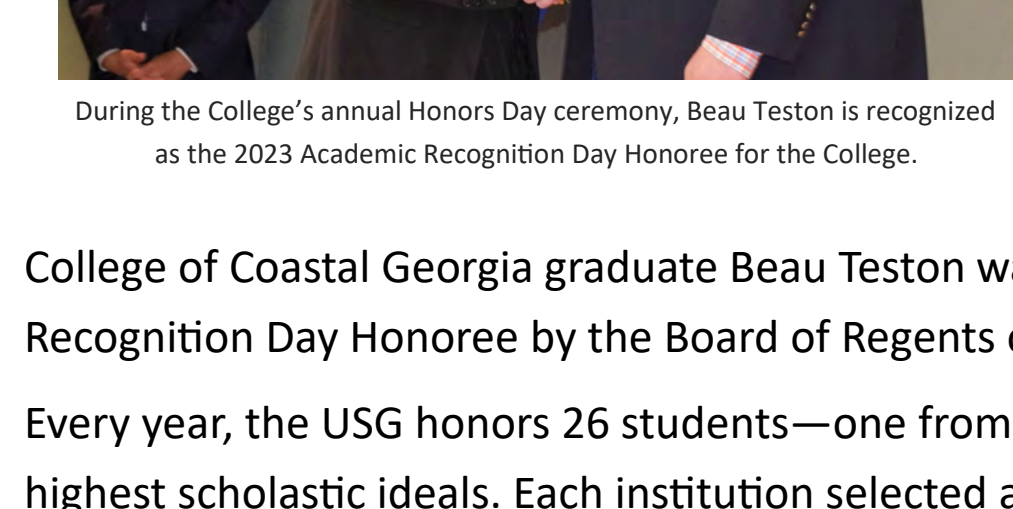 During the College’s annual Honors Day ceremony, Beau Teston is recognized
as the 2023 Academic Recognition Day Honoree for the College.
College of Coastal Georgia graduate Beau Teston
Recognition Day Honoree by the Board of Regents
Every year, the USG honors 26 students—one from
highest scholastic ideals. Each institution selected